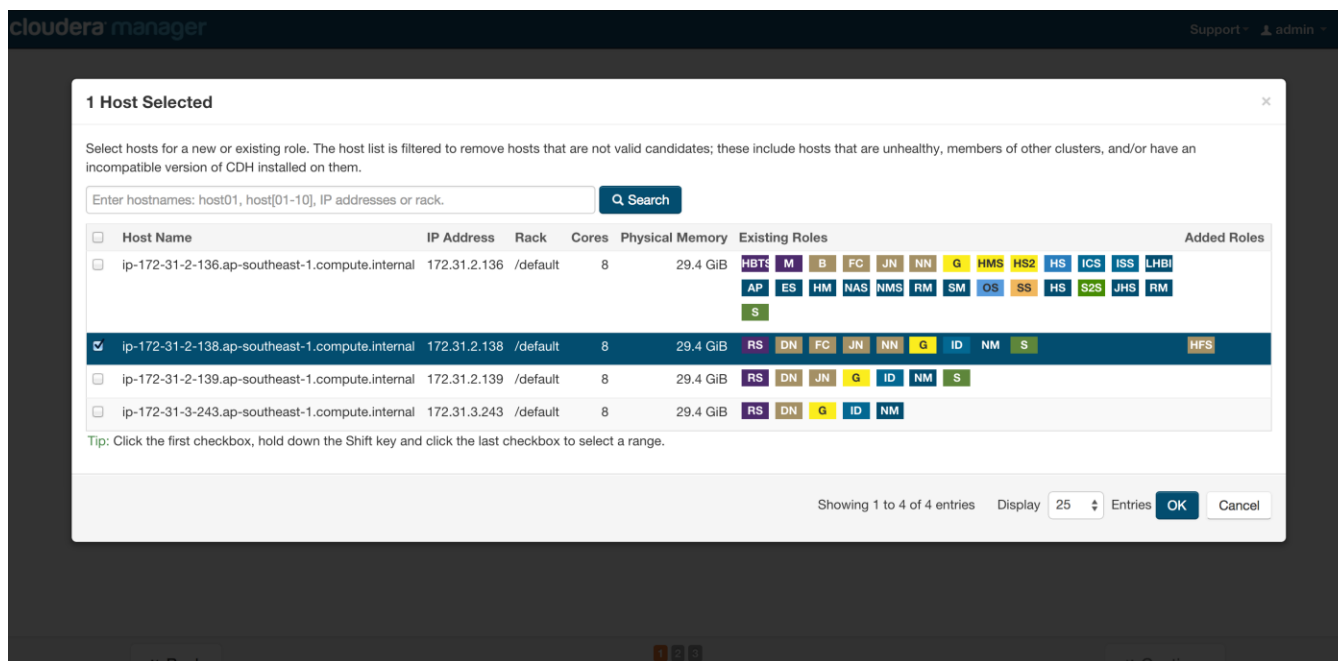 cloudera manager Support admin
1 Host Selected ×
Select hosts for a new or existing role. The host list is filtered to remove hosts that are not valid candidates; these include hosts that are unhealthy, members of other clusters, and/or have an
incompatible version of CDH installed on them.
Enter hostnames: host01, host[01-10], IP addresses or rack. Search
Host Name IP Address Rack Cores Physical Memory Existing Roles Added Roles
ip-172-31-2-136.ap-southeast-1.compute.internal 172.31.2.136 /default 8 29.4 GiB HBTS M B FC JN NN G HMS HS2 HS ICS ISS LHBI
AP ES HM NAS NMS RM SM OS SS HS S2S JHS RM
S
ip-172-31-2-138.ap-southeast-1.compute.internal 172.31.2.138 /default 8 29.4 GiB RS DN FC JN NN G ID NM S HFS
ip-172-31-2-139.ap-southeast-1.compute.internal 172.31.2.139 /default 8 29.4 GiB RS DN JN G ID NM S
ip-172-31-3-243.ap-southeast-1.compute.internal 172.31.3.243 /default 8 29.4 GiB RS DN G ID NM
Tip: Click the first checkbox, hold down the Shift key and click the last checkbox to select a range.
Showing 1 to 4 of 4 entries Display 25 Entries OK Cancel
1 2 3